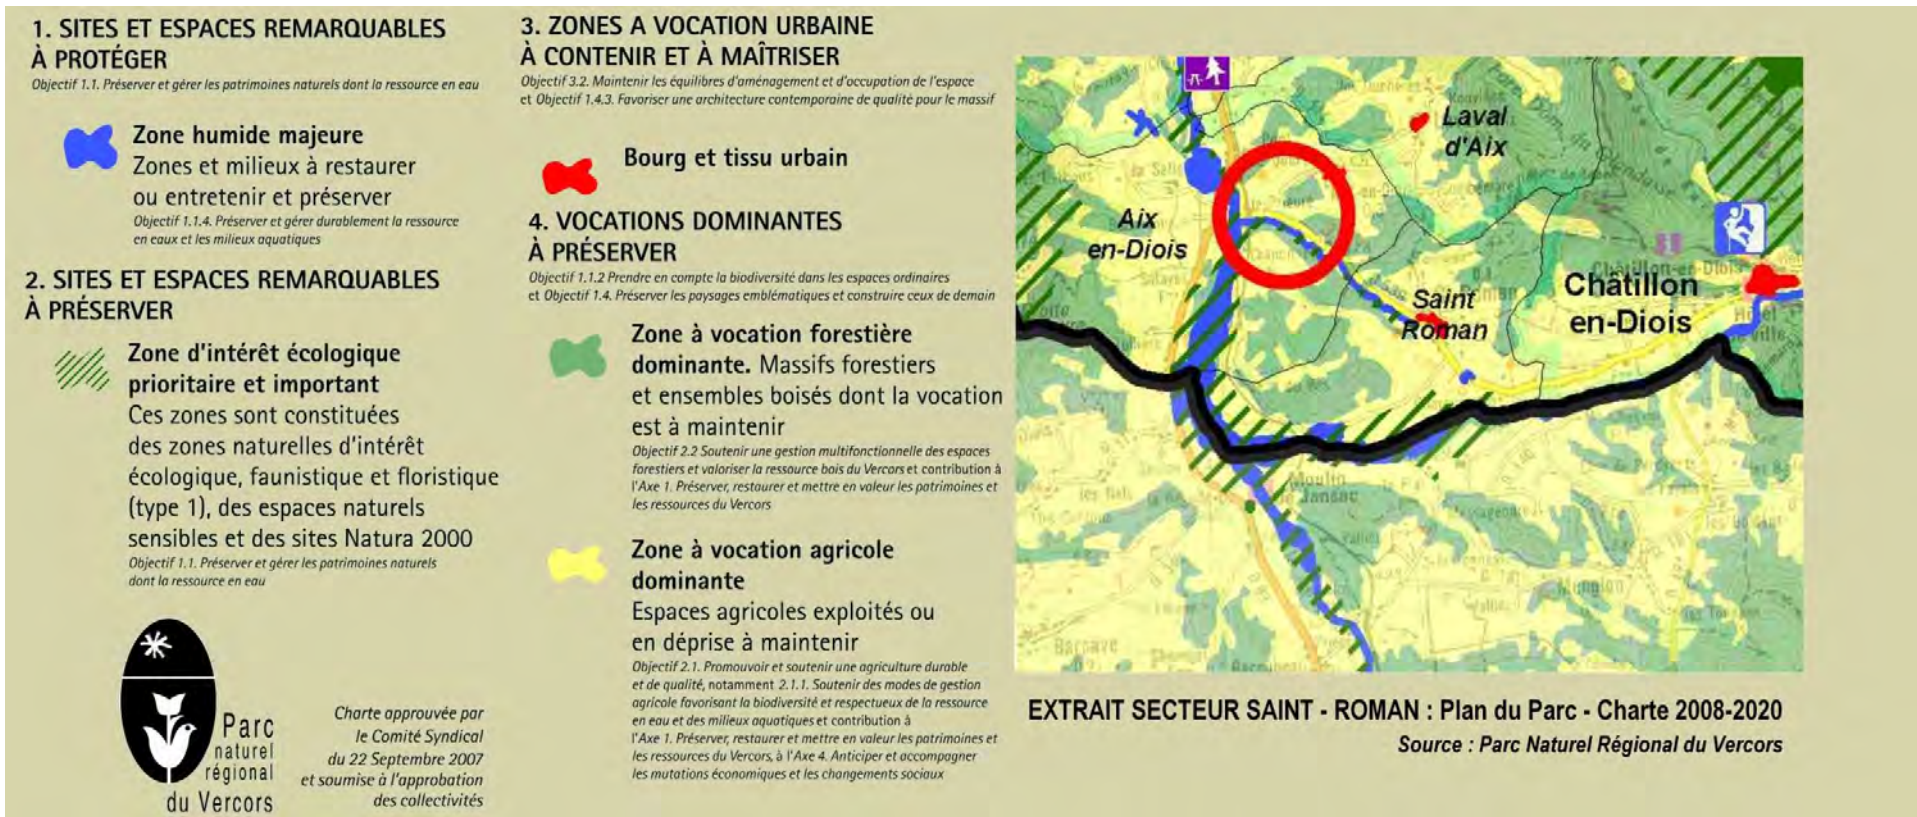 1. SITES ET ESPACES REMARQUABLES
À PROTÉGER
Objectif 1.1. Préserver et gérer les patrimoines naturels dont la ressource en eau
Zone humide majeure
Zones et milieux à restaurer
ou entretenir et préserver
Objectif 1.1.4. Préserver et gérer durablement la ressource
en eaux et les milieux aquatiques
2. SITES ET ESPACES REMARQUABLES
À PRÉSERVER
Zone d'intérêt écologique
prioritaire et important
Ces zones sont constituées
des zones naturelles d'intérêt
écologique, faunistique et floristique
(type 1), des espaces naturels
sensibles et des sites Natura 2000
Objectif 1.1. Préserver et gérer les patrimoines naturels
dont la ressource en eau
Parc
naturel
régional
du Vercors
Charte approuvée par
le Comité Syndical
du 22 Septembre 2007
et soumise à l'approbation
des collectivités
3. ZONES A VOCATION URBAINE
À CONTENIR ET À MAÎTRISER
Objectif 3.2. Maintenir les équilibres d'aménagement et d'occupation de l'espace
et Objectif 1.4.3. Favoriser une architecture contemporaine de qualité pour le massif
Bourg et tissu urbain
4. VOCATIONS DOMINANTES
À PRÉSERVER
Objectif 1.1.2 Prendre en compte la biodiversité dans les espaces ordinaires
et Objectif 1.4. Préserver les paysages emblématiques et construire ceux de demain
Zone à vocation forestière
dominante. Massifs forestiers
et ensembles boisés dont la vocation
est à maintenir
Objectif 2.2 Soutenir une gestion multifonctionnelle des espaces
forestiers et valoriser la ressource bois du Vercors et contribution à
l'Axe 1. Préserver, restaurer et mettre en valeur les patrimoines et
les ressources du Vercors
Zone à vocation agricole
dominante
Espaces agricoles exploités ou
en déprise à maintenir
Objectif 2.1. Promouvoir et soutenir une agriculture durable
et de qualité, notamment 2.1.1. Soutenir des modes de gestion
agricole favorisant la biodiversité et respectueux de la ressource
en eau et des milieux aquatiques et contribution à
l'Axe 1. Préserver, restaurer et mettre en valeur les patrimoines et
les ressources du Vercors, à l'Axe 4. Anticiper et accompagner
les mutations économiques et les changements sociaux
Laval
d'Aix
Aix
en-Diois
Saint
Roman
Châtillon
en-Diois
Châtillon-en-Diois
Moulin
Jansac
Barsave
EXTRAIT SECTEUR SAINT - ROMAN : Plan du Parc - Charte 2008-2020
Source : Parc Naturel Régional du Vercors